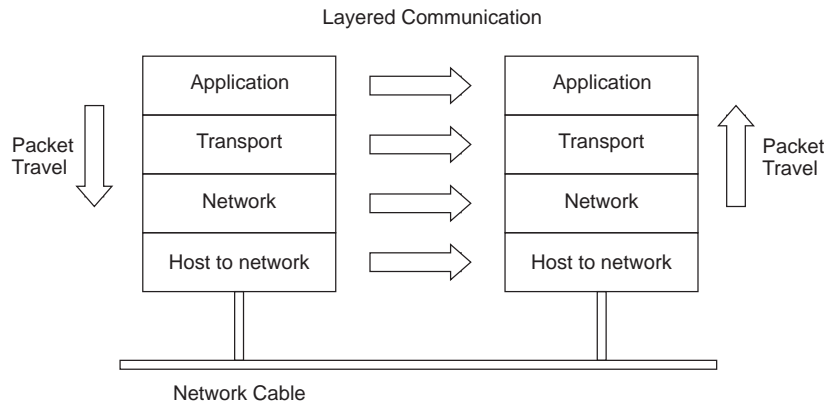 Layered Communication
Application
Application
Packet
Travel
Transport
Transport
Packet
Travel
Network
Network
Host to network
Host to network
Network Cable